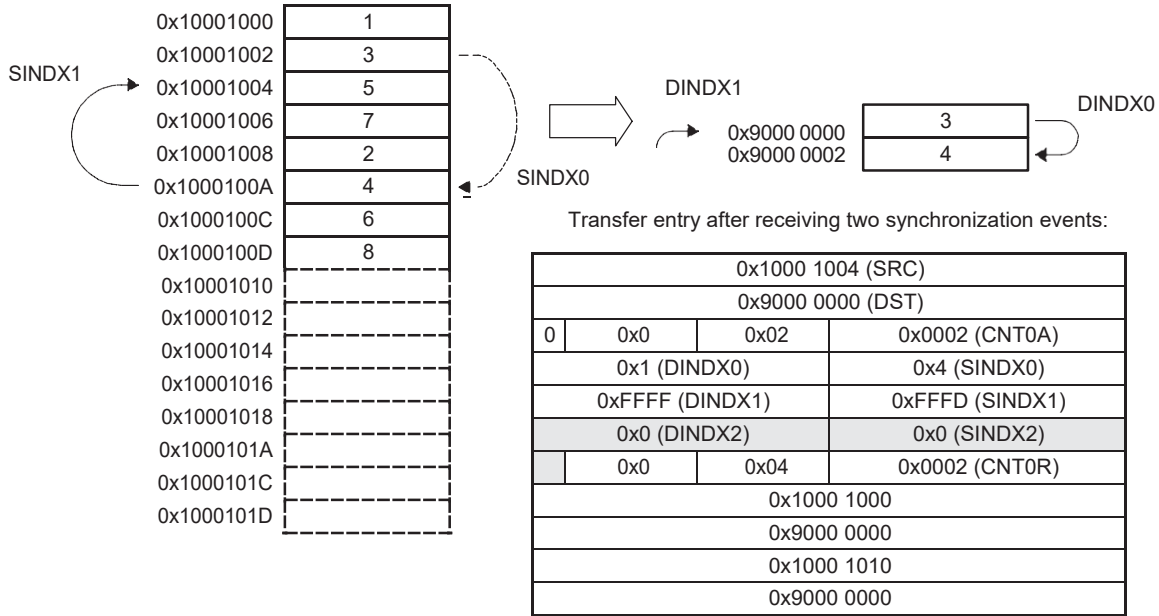 0x10001000 1
0x10001002 3
SINDX1
0x10001004 5
0x10001006 7
0x10001008 2
0x1000100A 4
SINDX0
0x1000100C 6
0x1000100D 8
0x10001010
0x10001012
0x10001014
0x10001016
0x10001018
0x1000101A
0x1000101C
0x1000101D
DINDX1
DINDX0
0x9000 0000 3
0x9000 0002 4
Transfer entry after receiving two synchronization events:
0x1000 1004 (SRC)
0x9000 0000 (DST)
0 0x0 0x02 0x0002 (CNT0A)
0x1 (DINDX0) 0x4 (SINDX0)
0xFFFF (DINDX1) 0xFFFD (SINDX1)
0x0 (DINDX2) 0x0 (SINDX2)
0x0 0x04 0x0002 (CNT0R)
0x1000 1000
0x9000 0000
0x1000 1010
0x9000 0000